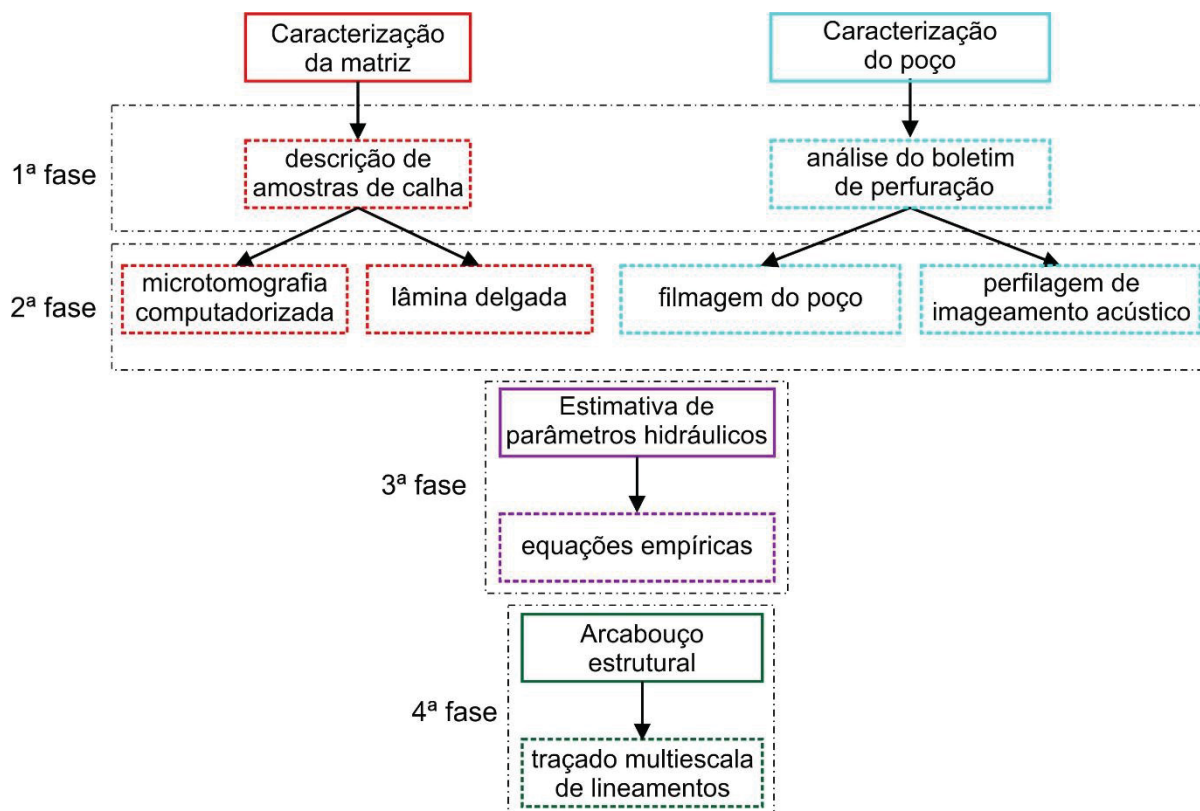 Caracterização
da matriz
Caracterização
do poço
1ª fase
descrição de
amostras de calha
análise do boletim
de perfuração
2ª fase
microtomografia
computadorizada
lâmina delgada
filmagem do poço
perfilagem de
imageamento acústico
3ª fase
Estimativa de
parâmetros hidráulicos
equações empíricas
4ª fase
Arcabouço
estrutural
traçado multiescala
de lineamentos